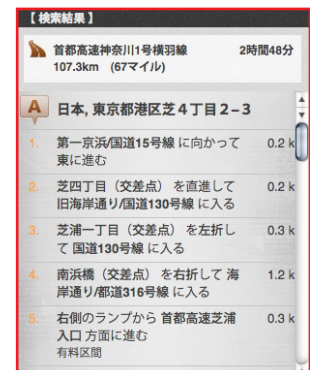 【検索結果】
首都高速神奈川1号横羽線 2時間48分
107.3km (67マイル)
A 日本, 東京都港区芝4丁目2−3
1. 第一京浜/国道15号線 に向かって 0.2 k
東に進む
2. 芝四丁目（交差点） を直進して 0.2 k
旧海岸通り/国道130号線 に入る
3. 芝浦一丁目（交差点） を左折し 0.3 k
て 国道130号線 に入る
4. 南浜橋（交差点） を右折して 海 1.2 k
岸通り/都道316号線 に入る
5. 右側のランプから 首都高速芝浦 0.3 k
入口 方面に進む
有料区間